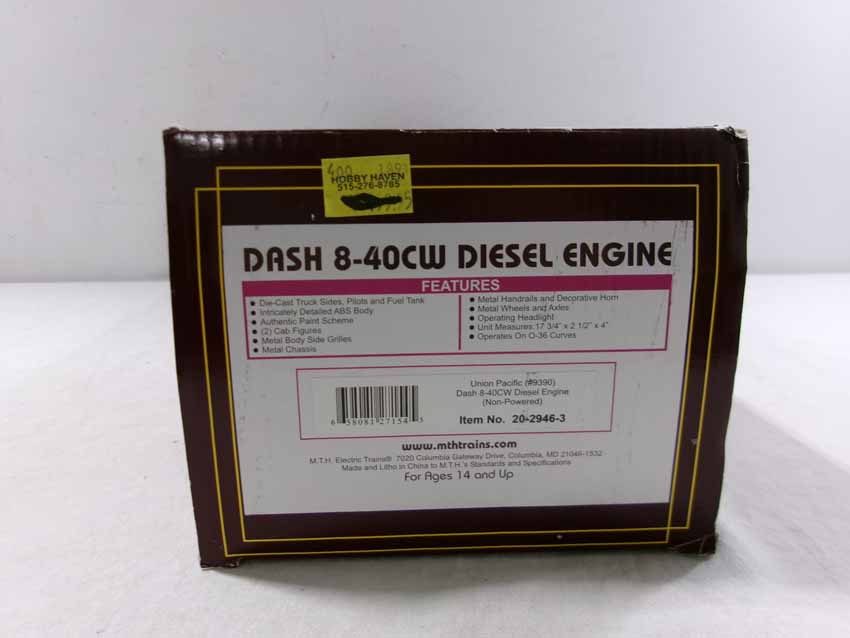 HOBBY HAVEN
515-276-8785
DASH 8-40CW DIESEL ENGINE
FEATURES
• Die-Cast Truck Sides, Pilots and Fuel Tank
• Intricately Detailed ABS Body
• Authentic Paint Scheme
• (2) Cab Figures
• Metal Body Side Grilles
• Metal Chassis
• Metal Handrails and Decorative Horn
• Metal Wheels and Axles
• Operating Headlight
• Unit Measures: 17 3/4" x 2 1/2" x 4"
• Operates On O-36 Curves
Union Pacific (#9390)
Dash 8-40CW Diesel Engine
(Non-Powered)
Item No. 20-2946-3
6 58081 27154 5
www.mthtrains.com
M.T.H. Electric Trains® 7020 Columbia Gateway Drive, Columbia, MD 21046-1532
Made and Litho in China to M.T.H.'s Standards and Specifications
For Ages 14 and Up